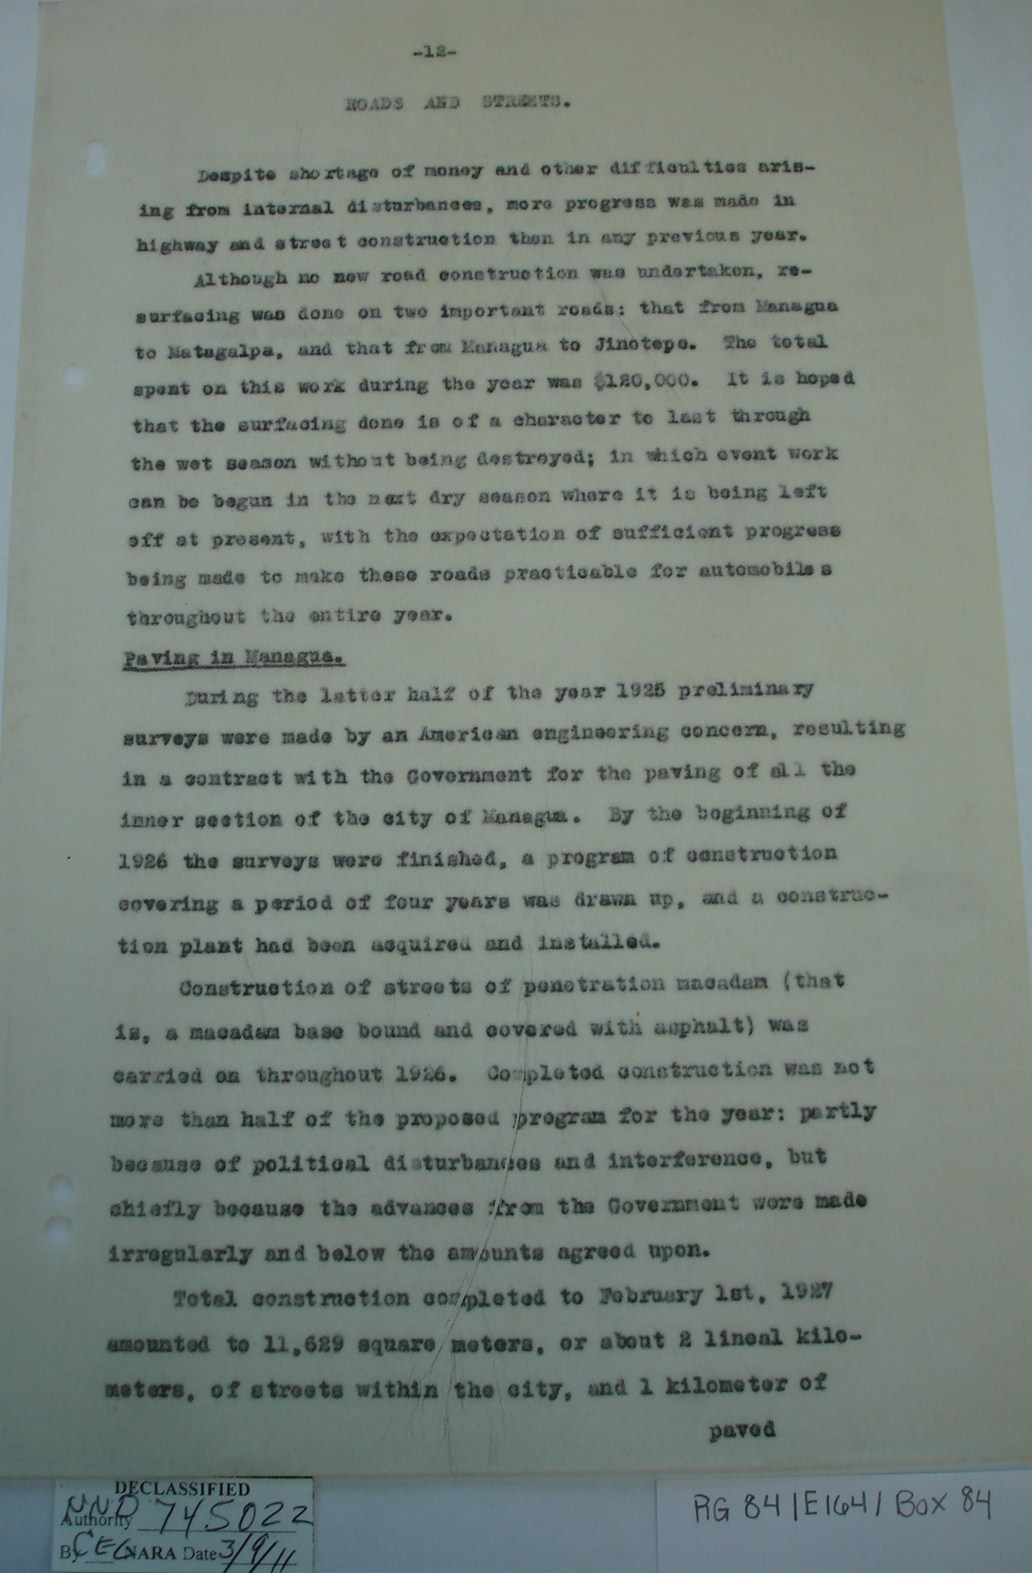 -12-
ROADS AND STREETS.
Despite shortage of money and other difficulties aris-
ing from internal disturbances, more progress was made in
highway and street construction than in any previous year.
Although no new road construction was undertaken, re-
surfacing was done on two important roads: that from Managua
to Matagalpa, and that from Managua to Jinotepe. The total
spent on this work during the year was $120,000. It is hoped
that the surfacing done is of a character to last through
the wet season without being destroyed; in which event work
can be begun in the next dry season where it is being left
off at present, with the expectation of sufficient progress
being made to make these roads practicable for automobiles
throughout the entire year.
Paving in Managua.
During the latter half of the year 1925 preliminary
surveys were made by an American engineering concern, resulting
in a contract with the Government for the paving of all the
inner section of the city of Managua. By the beginning of
1926 the surveys were finished, a program of construction
covering a period of four years was drawn up, and a construc-
tion plant had been acquired and installed.
Construction of streets of penetration macadam (that
is, a macadam base bound and covered with asphalt) was
carried on throughout 1926. Completed construction was not
more than half of the proposed program for the year: partly
because of political disturbances and interference, but
chiefly because the advances from the Government were made
irregularly and below the amounts agreed upon.
Total construction completed to February 1st, 1927
amounted to 11,629 square meters, or about 2 lineal kilo-
meters, of streets within the city, and 1 kilometer of
paved
DECLASSIFIED
Authority NND 745022
By CEG NARA Date 3/9/11
RG 84/E164/Box 84